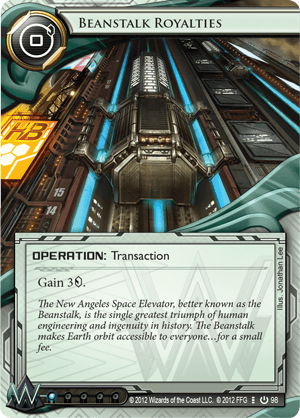 0
BEANSTALK ROYALTIES
HB
15
14
OPERATION: Transaction
Gain 3.
The New Angeles Space Elevator, better known as the
Beanstalk, is the single greatest triumph of human
engineering and ingenuity in history. The Beanstalk
makes Earth orbit accessible to everyone…for a small
fee.
Illus. Jonathan Lee
© 2012 Wizards of the Coast LLC. © 2012 FFG
98